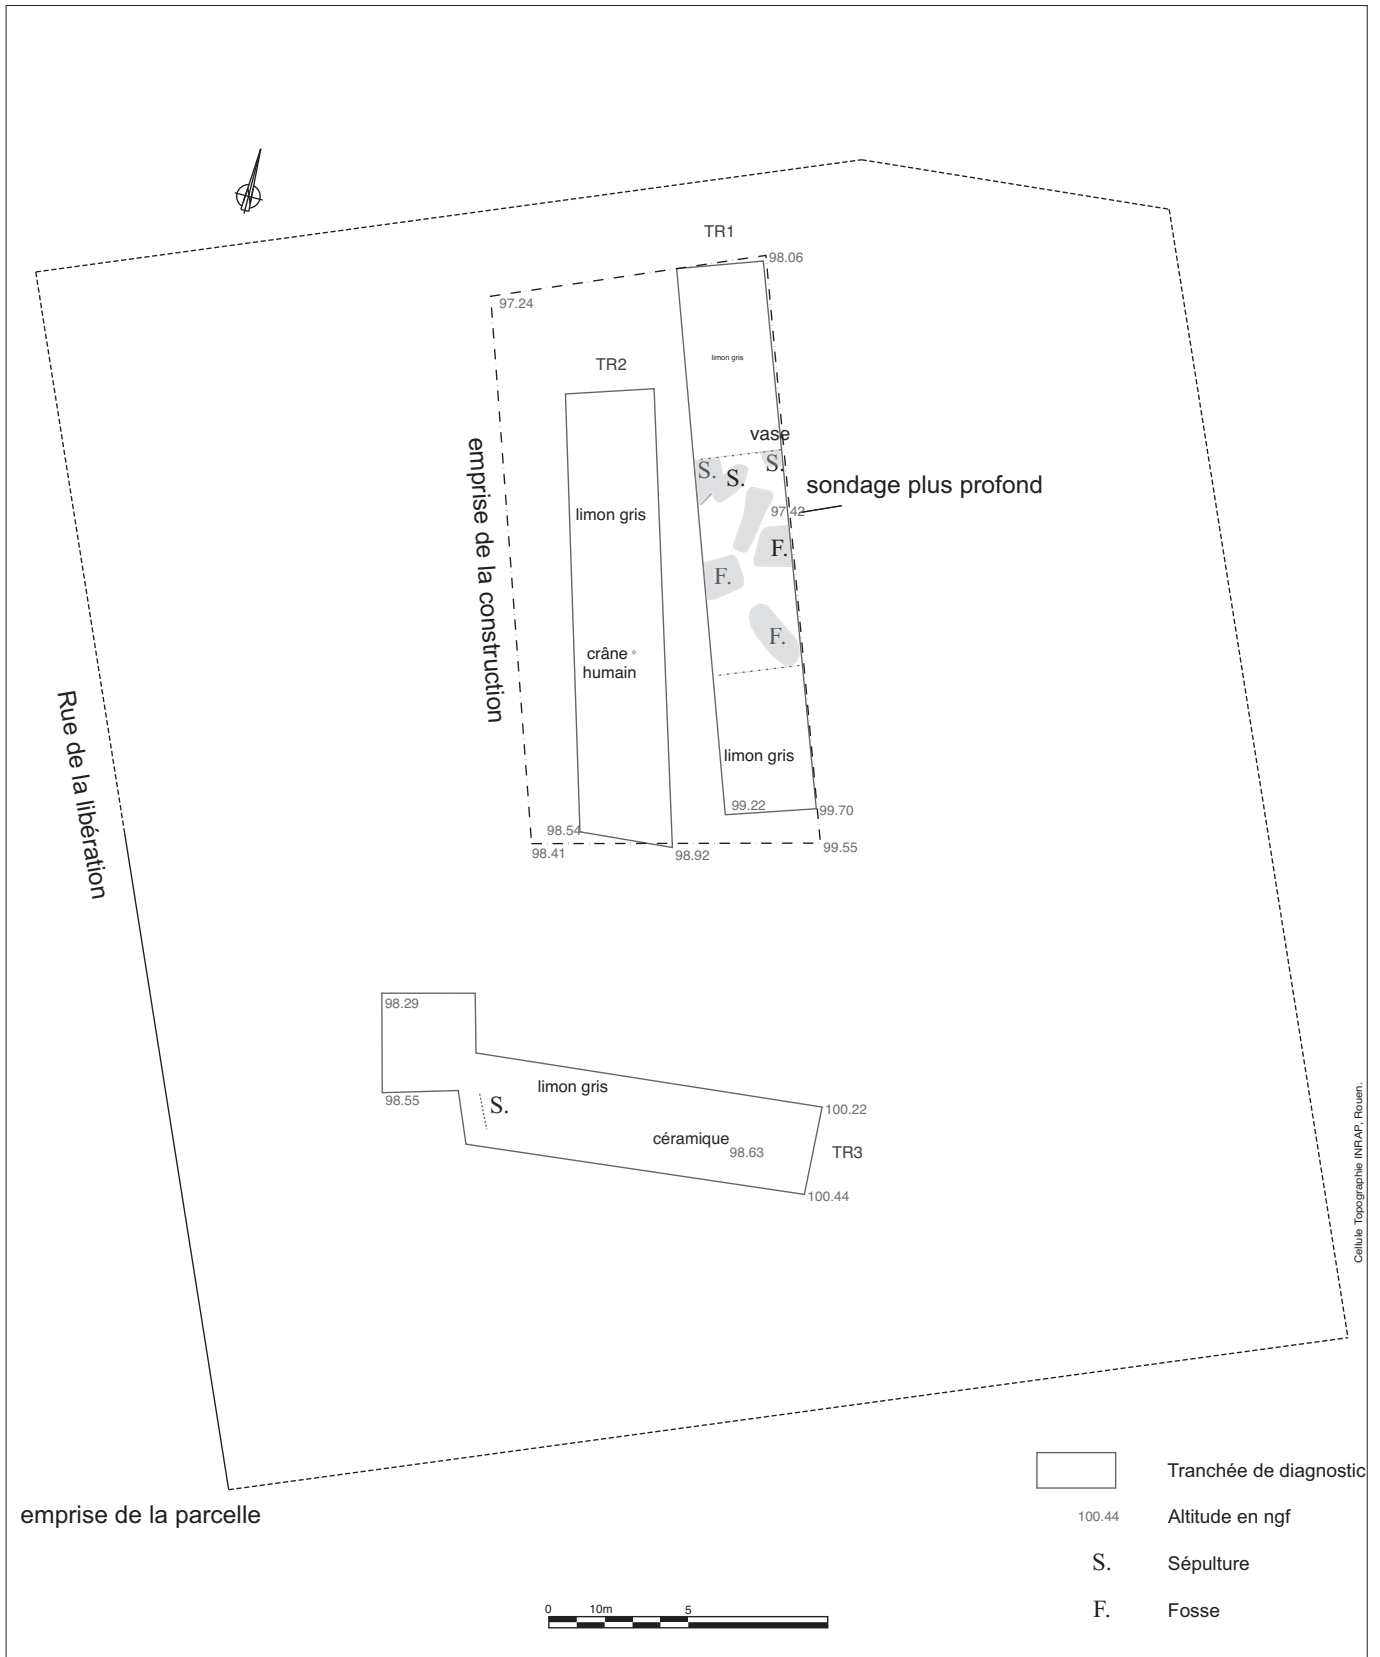 TR1
98.06
97.24
limon gris
TR2
vase
S.
S.
S.
sondage plus profond
97.42
limon gris
F.
F.
emprise de la construction
crâne
humain
F.
Rue de la libération
limon gris
99.22
99.70
98.54
98.41
98.92
99.55
98.29
limon gris
98.55
S.
100.22
céramique
98.63
TR3
100.44
Cellule Topographie INRAP, Rouen.
Tranchée de diagnostic
emprise de la parcelle
100.44 Altitude en ngf
S. Sépulture
F. Fosse
0 10m 5